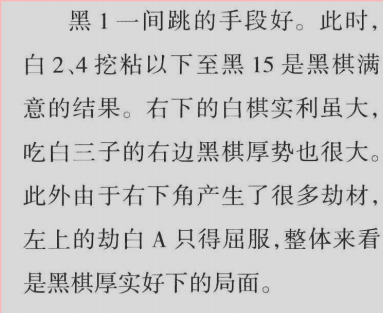 黑 1 一间跳的手段好。此时,
白 2、4 挖粘以下至黑 15 是黑棋满
意的结果。右下的白棋实利虽大,
吃白三子的右边黑棋厚势也很大。
此外由于右下角产生了很多劫材,
左上的劫白 A 只得屈服,整体来看
是黑棋厚实好下的局面。